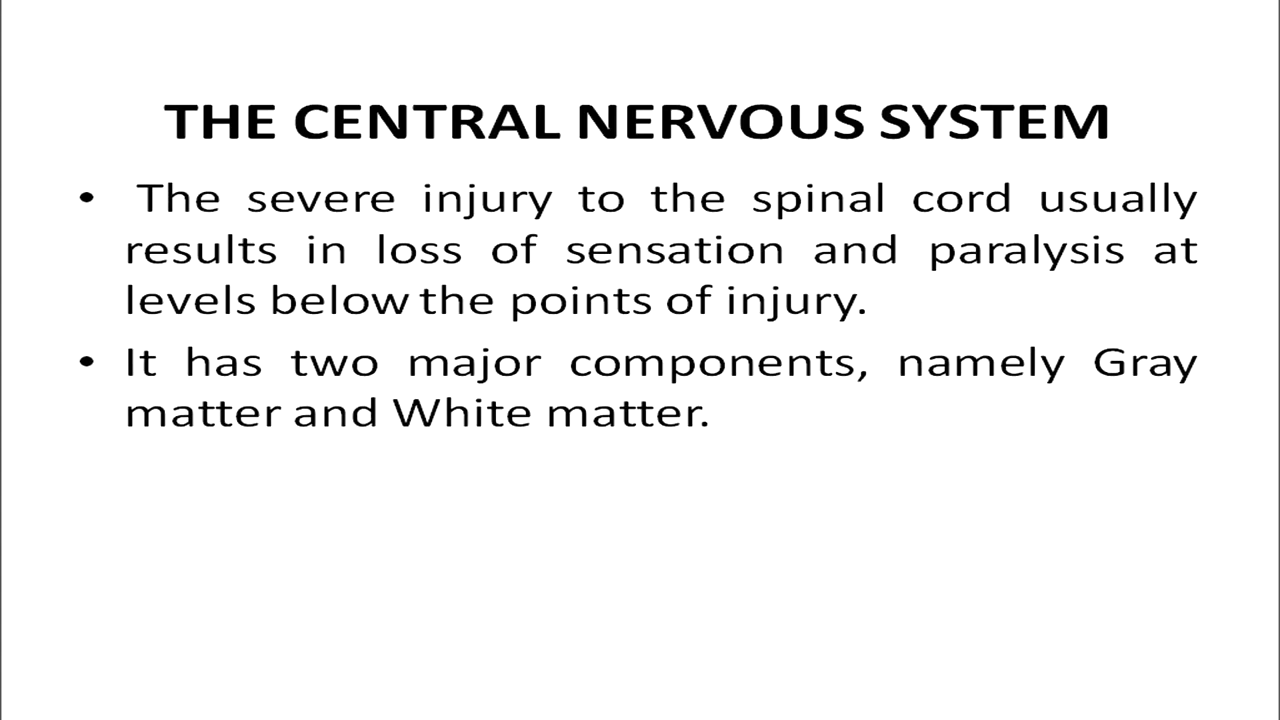 THE CENTRAL NERVOUS SYSTEM
• The severe injury to the spinal cord usually
results in loss of sensation and paralysis at
levels below the points of injury.
• It has two major components, namely Gray
matter and White matter.